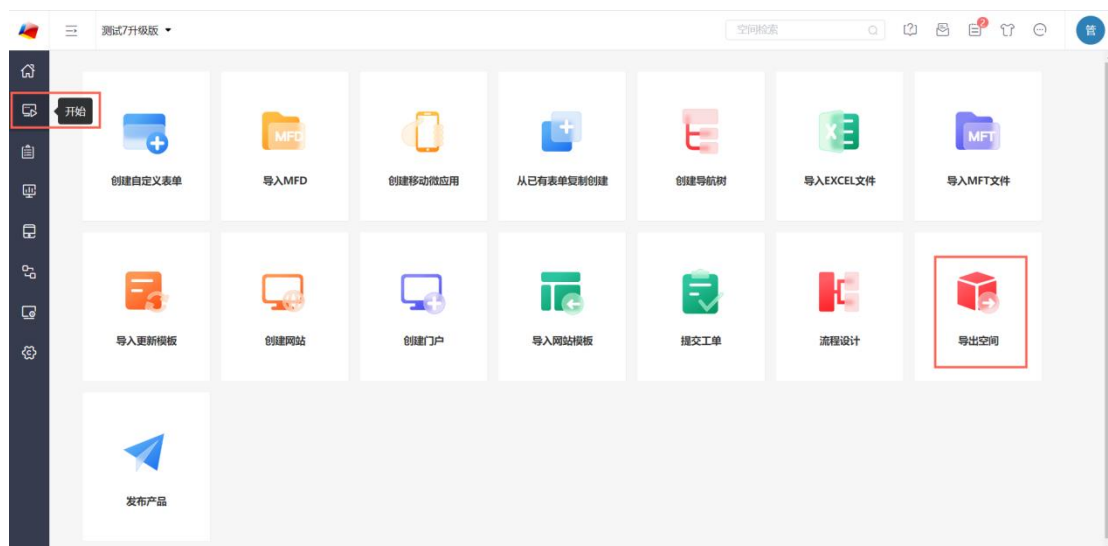 测试7升级版
空间检索
2
管
开始
MFD
X
MFT
创建自定义表单
导入MFD
创建移动微应用
从已有表单复制创建
创建导航树
导入EXCEL文件
导入MFT文件
导入更新模板
创建网站
创建门户
导入网站模板
提交工单
流程设计
导出空间
发布产品